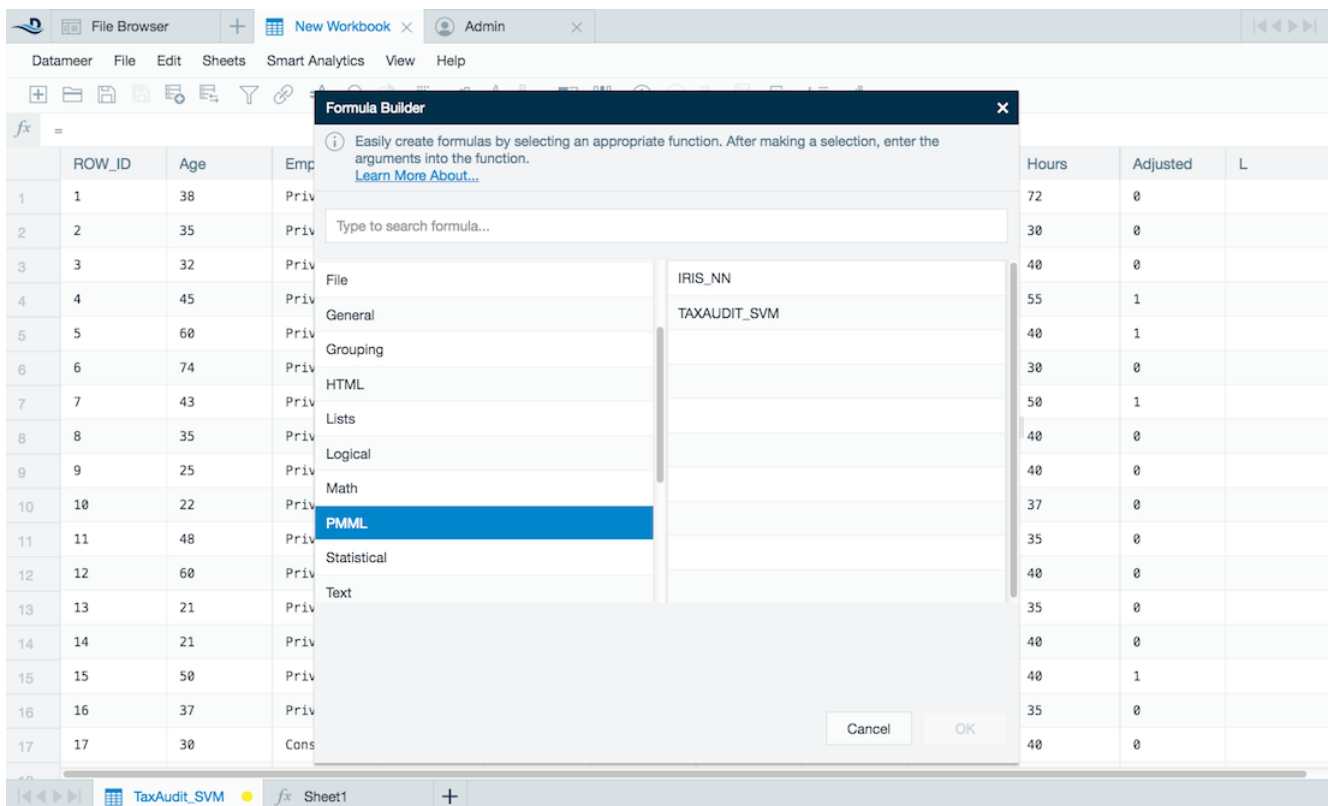 File Browser + New Workbook × Admin ×
Datameer File Edit Sheets Smart Analytics View Help
Formula Builder ×
fx =
Easily create formulas by selecting an appropriate function. After making a selection, enter the
arguments into the function.
Learn More About...
ROW_ID Age Emp Hours Adjusted L
1 1 38 Priv 72 0
2 2 35 Priv 30 0
3 3 32 Priv 40 0
4 4 45 Priv 55 1
5 5 60 Priv 40 1
6 6 74 Priv 30 0
7 7 43 Priv 50 1
8 8 35 Priv 40 0
9 9 25 Priv 40 0
10 10 22 Priv 37 0
11 11 48 Priv 35 0
12 12 60 Priv 40 0
13 13 21 Priv 35 0
14 14 21 Priv 40 0
15 15 50 Priv 40 1
16 16 37 Priv 35 0
17 17 30 Cons 40 0
Type to search formula...
File
General
Grouping
HTML
Lists
Logical
Math
PMML
Statistical
Text
IRIS_NN
TAXAUDIT_SVM
Cancel OK
TaxAudit_SVM fx Sheet1 +